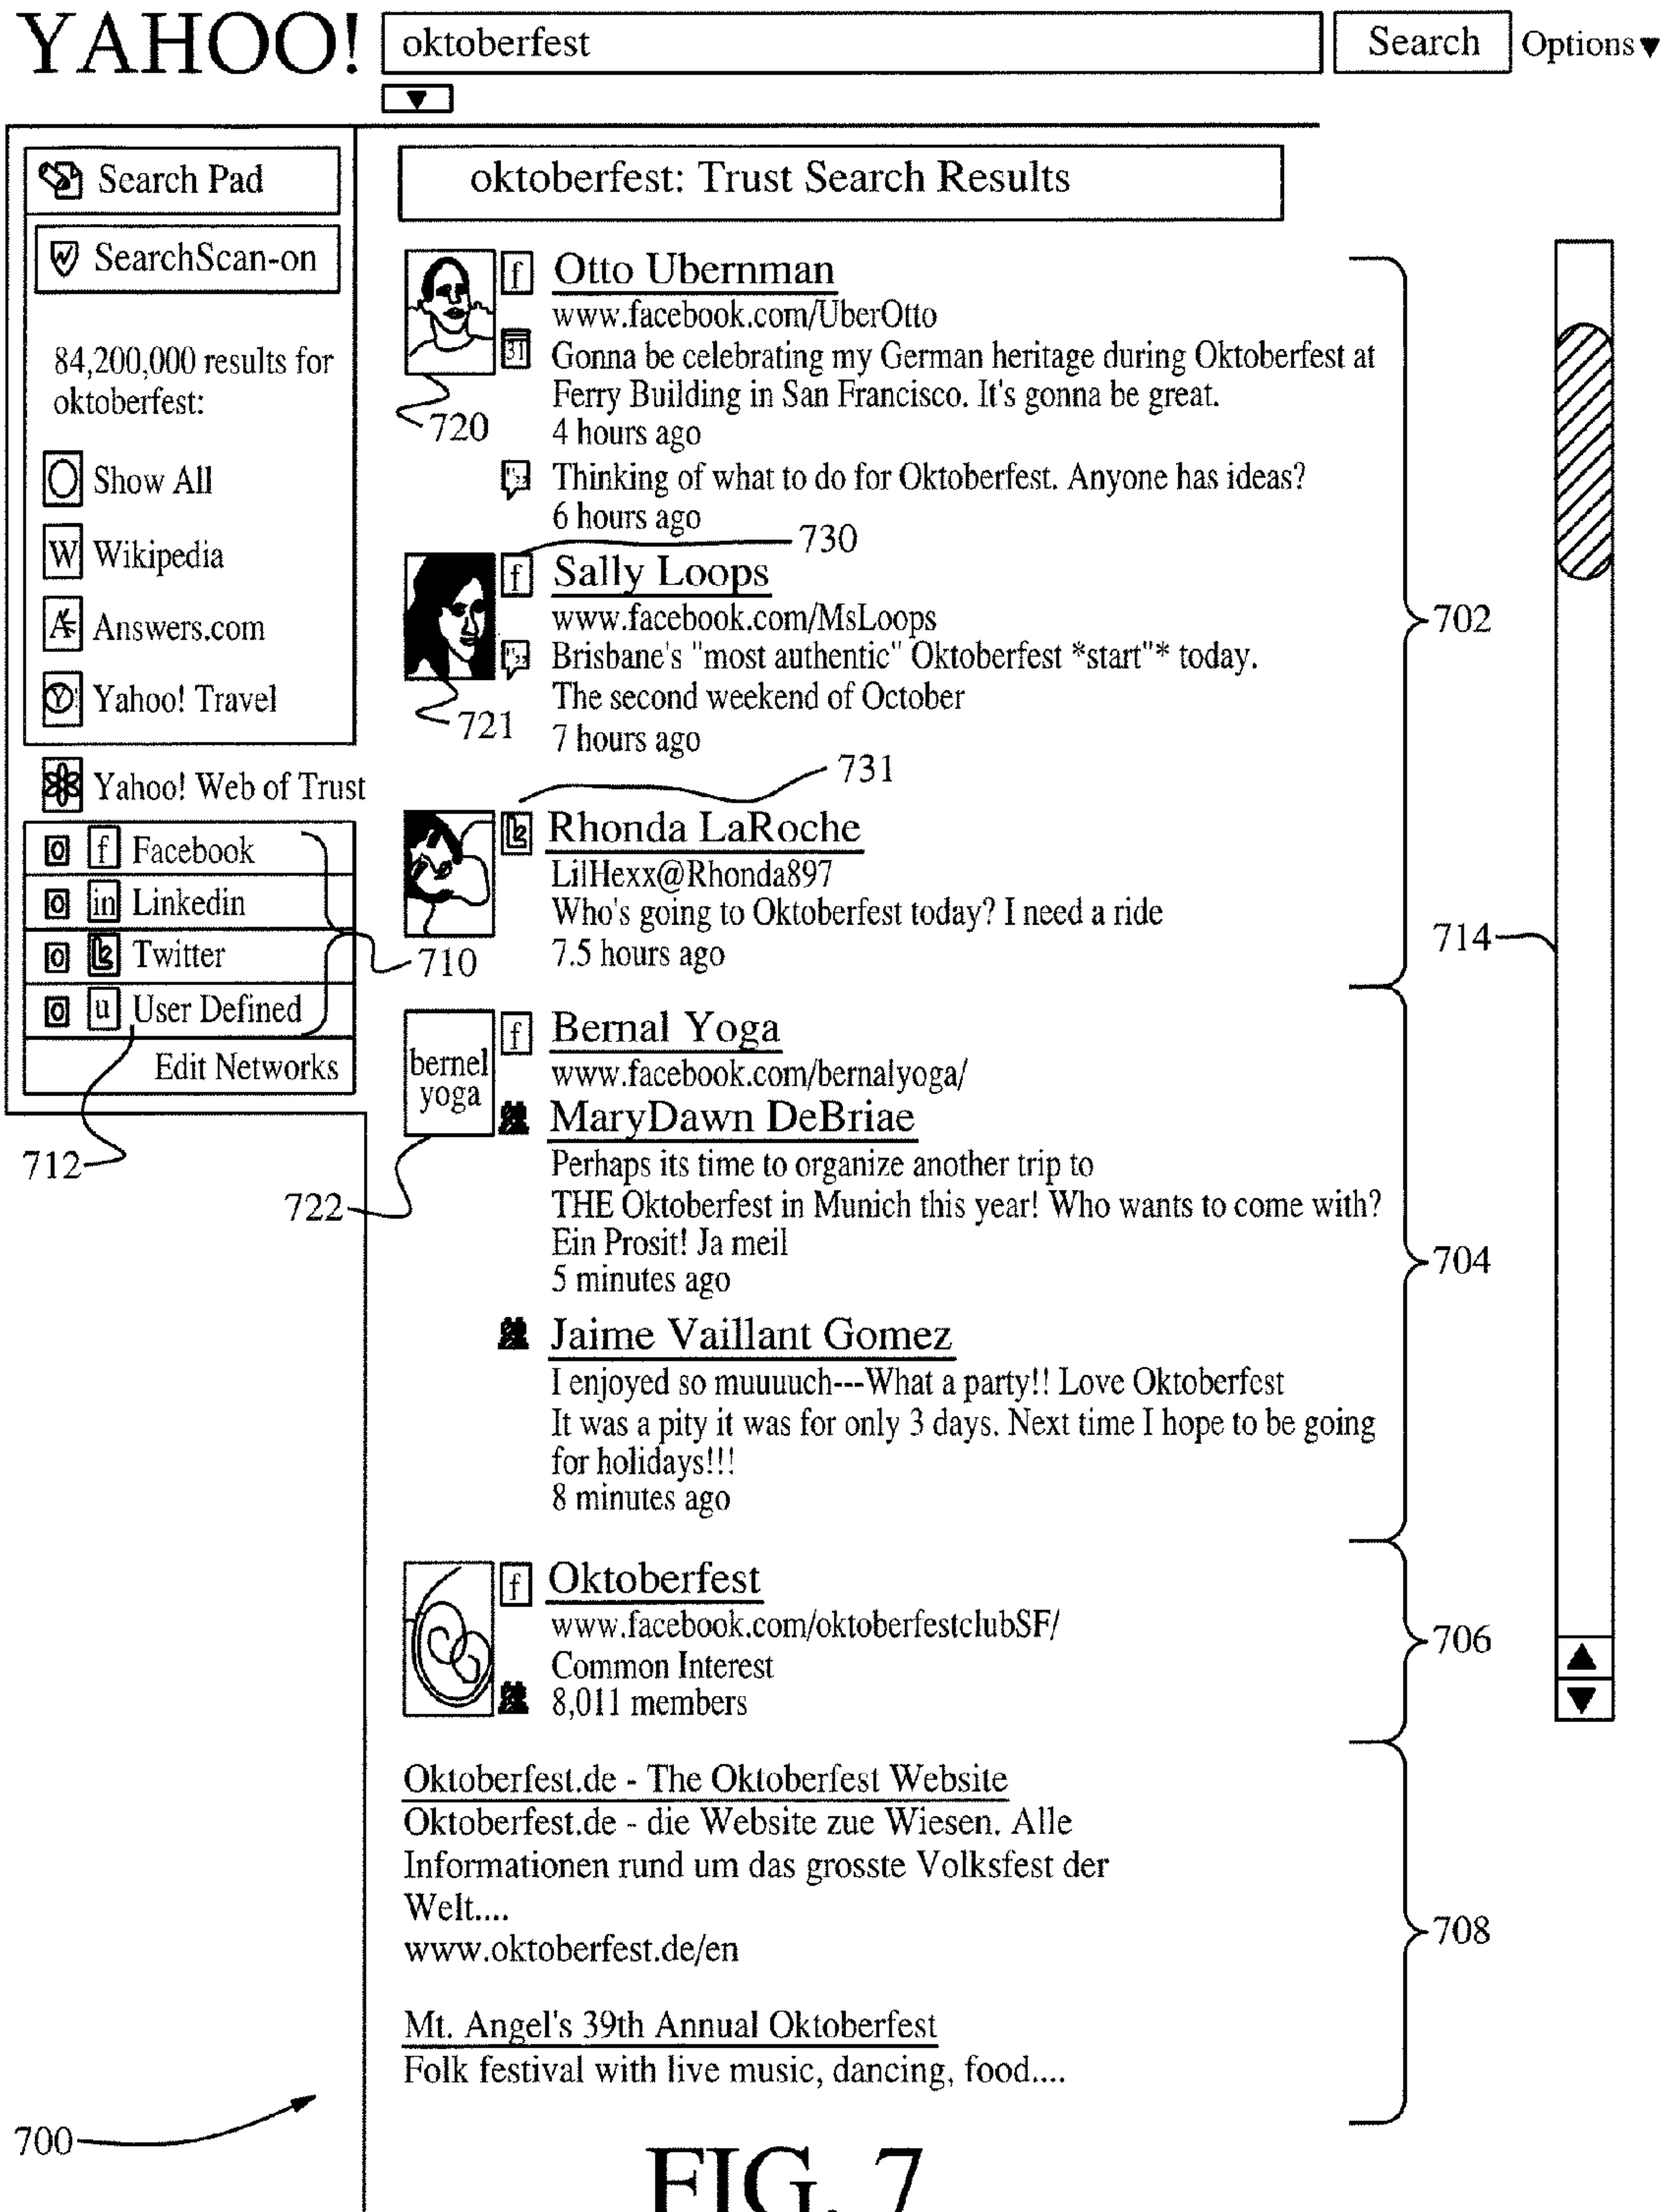 YAHOO! oktoberfest Search Options▼
▼
Search Pad
SearchScan-on
84,200,000 results for
oktoberfest:
Show All
W Wikipedia
A Answers.com
Y! Yahoo! Travel
Yahoo! Web of Trust
f Facebook
in Linkedin
Twitter
u User Defined
Edit Networks
712
700
oktoberfest: Trust Search Results
f Otto Ubernman
www.facebook.com/UberOtto
31 Gonna be celebrating my German heritage during Oktoberfest at
Ferry Building in San Francisco. It's gonna be great.
720 4 hours ago
Thinking of what to do for Oktoberfest. Anyone has ideas?
6 hours ago
730
f Sally Loops
www.facebook.com/MsLoops
Brisbane's "most authentic" Oktoberfest *start"* today.
The second weekend of October
721 7 hours ago
731
Rhonda LaRoche
LilHexx@Rhonda897
Who's going to Oktoberfest today? I need a ride
710 7.5 hours ago
702
714
bernel
yoga
f Bernal Yoga
www.facebook.com/bernalyoga/
MaryDawn DeBriae
Perhaps its time to organize another trip to
722 THE Oktoberfest in Munich this year! Who wants to come with?
Ein Prosit! Ja meil
5 minutes ago
704
Jaime Vaillant Gomez
I enjoyed so muuuuch---What a party!! Love Oktoberfest
It was a pity it was for only 3 days. Next time I hope to be going
for holidays!!!
8 minutes ago
f Oktoberfest
www.facebook.com/oktoberfestclubSF/
Common Interest
8,011 members
706
Oktoberfest.de - The Oktoberfest Website
Oktoberfest.de - die Website zue Wiesen. Alle
Informationen rund um das grosste Volksfest der
Welt....
www.oktoberfest.de/en
708
Mt. Angel's 39th Annual Oktoberfest
Folk festival with live music, dancing, food....
FIG. 7